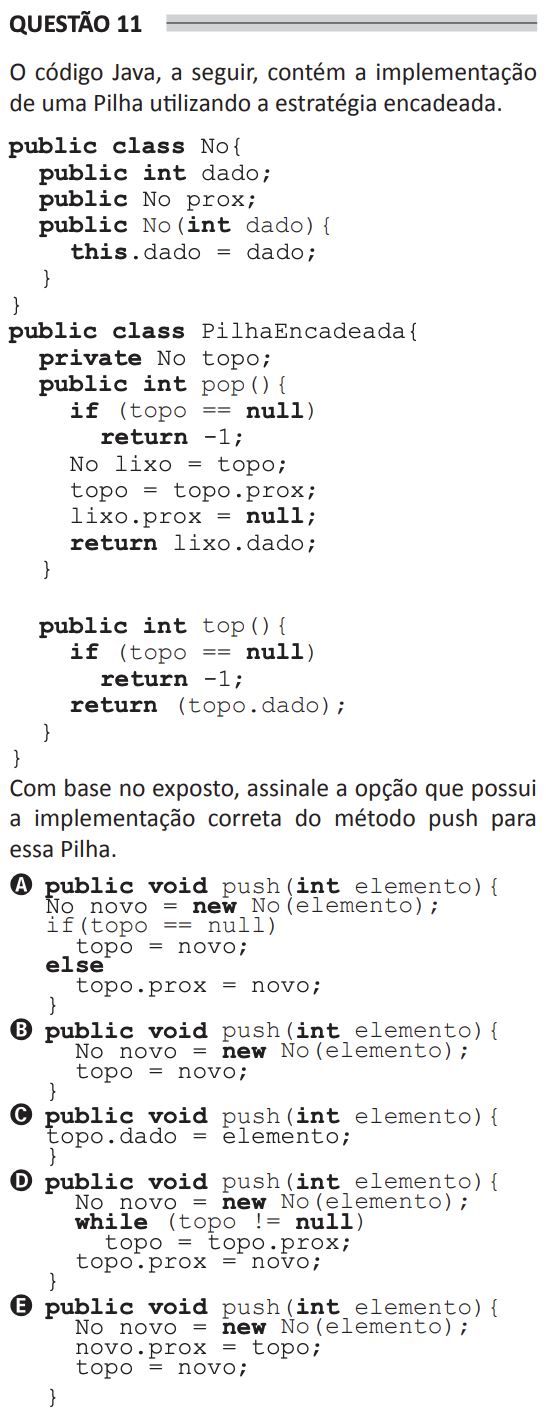 QUESTÃO 11
O código Java, a seguir, contém a implementação
de uma Pilha utilizando a estratégia encadeada.
public class No{
  public int dado;
  public No prox;
  public No(int dado){
    this.dado = dado;
  }
}
public class PilhaEncadeada{
  private No topo;
  public int pop(){
    if (topo == null)
      return -1;
    No lixo = topo;
    topo = topo.prox;
    lixo.prox = null;
    return lixo.dado;
  }
  public int top(){
    if (topo == null)
      return -1;
    return (topo.dado);
  }
}
Com base no exposto, assinale a opção que possui
a implementação correta do método push para
essa Pilha.
A public void push(int elemento){
No novo = new No(elemento);
if(topo == null)
  topo = novo;
else
  topo.prox = novo;
}
B public void push(int elemento){
  No novo = new No(elemento);
  topo = novo;
}
C public void push(int elemento){
topo.dado = elemento;
}
D public void push(int elemento){
  No novo = new No(elemento);
  while (topo != null)
    topo = topo.prox;
  topo.prox = novo;
}
E public void push(int elemento){
  No novo = new No(elemento);
  novo.prox = topo;
  topo = novo;
}